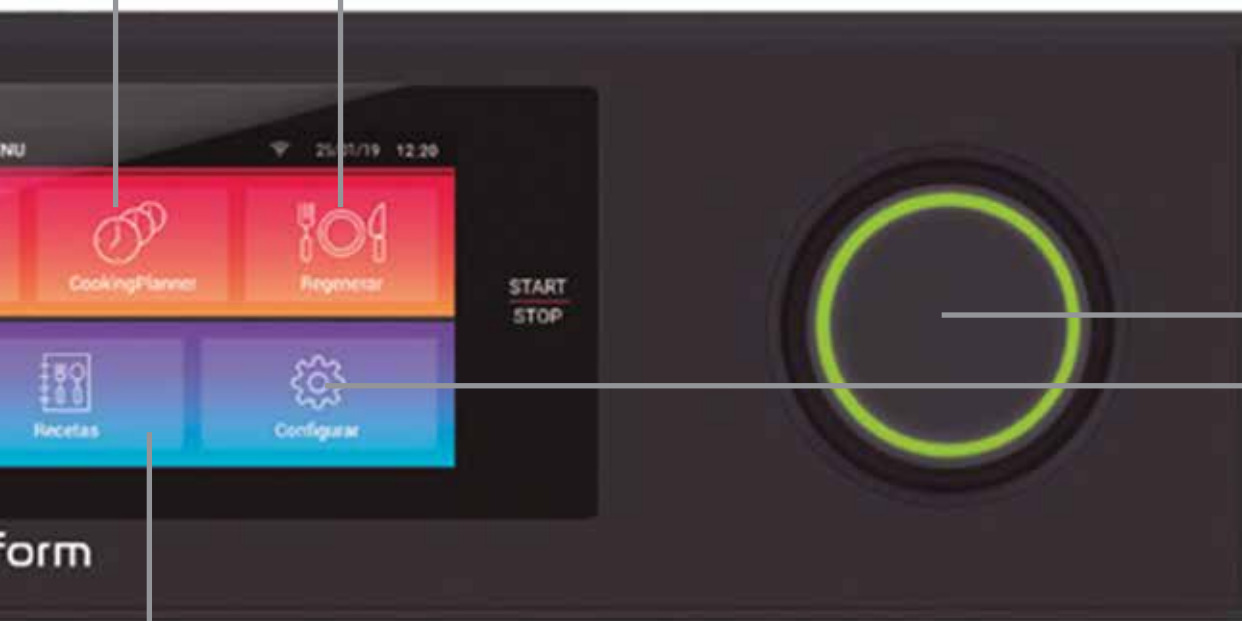 NU 25/01/19 12:20
CookingPlanner Regenerar
START
STOP
Recetas Configurar
form